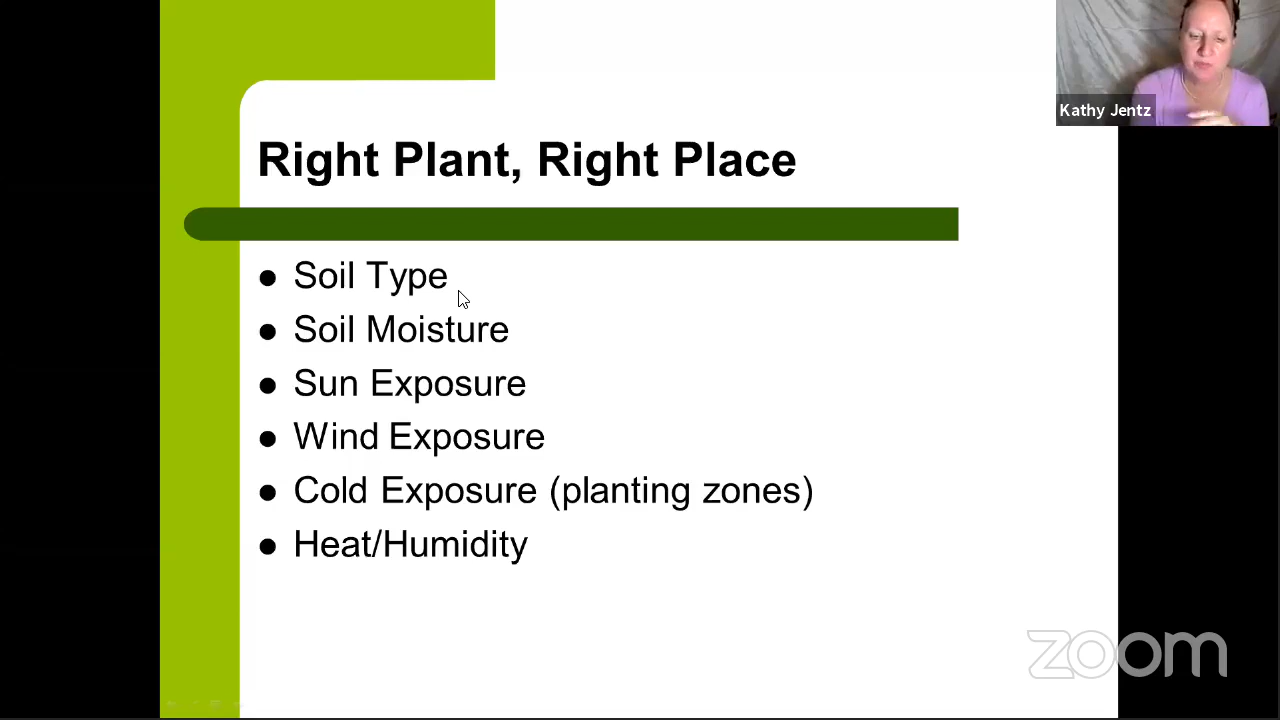 Kathy Jentz
Right Plant, Right Place
● Soil Type
● Soil Moisture
● Sun Exposure
● Wind Exposure
● Cold Exposure (planting zones)
● Heat/Humidity
zoom